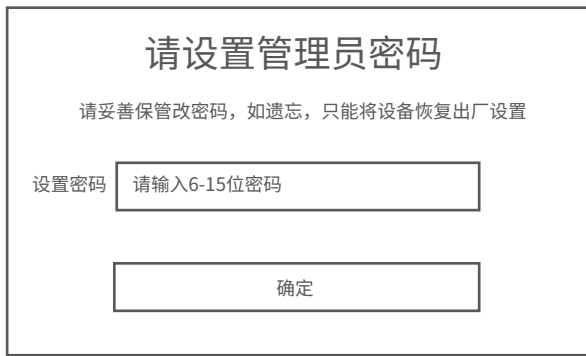 请设置管理员密码
请妥善保管改密码，如遗忘，只能将设备恢复出厂设置
设置密码 请输入6-15位密码
确定